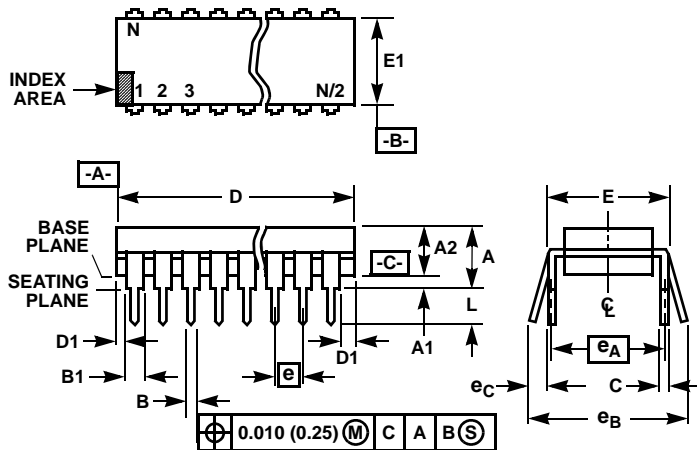 N
E1
INDEX
AREA
1 2 3 N/2
-B-
-A-
D
E
BASE
PLANE
A2
A
-C-
SEATING
PLANE
L
C
L
D1
e
D1
A1
eA
B1
eC
C
B
eB
0.010 (0.25) M C A B S